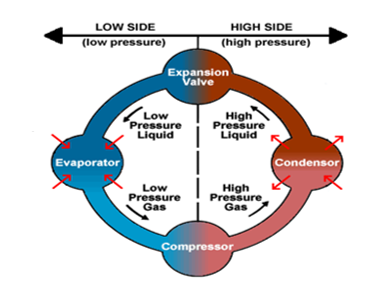 LOW SIDE
(low pressure)
HIGH SIDE
(high pressure)
Expansion
Valve
Low
Pressure
Liquid
High
Pressure
Liquid
Evaporator
Condensor
Low
Pressure
Gas
High
Pressure
Gas
Compressor